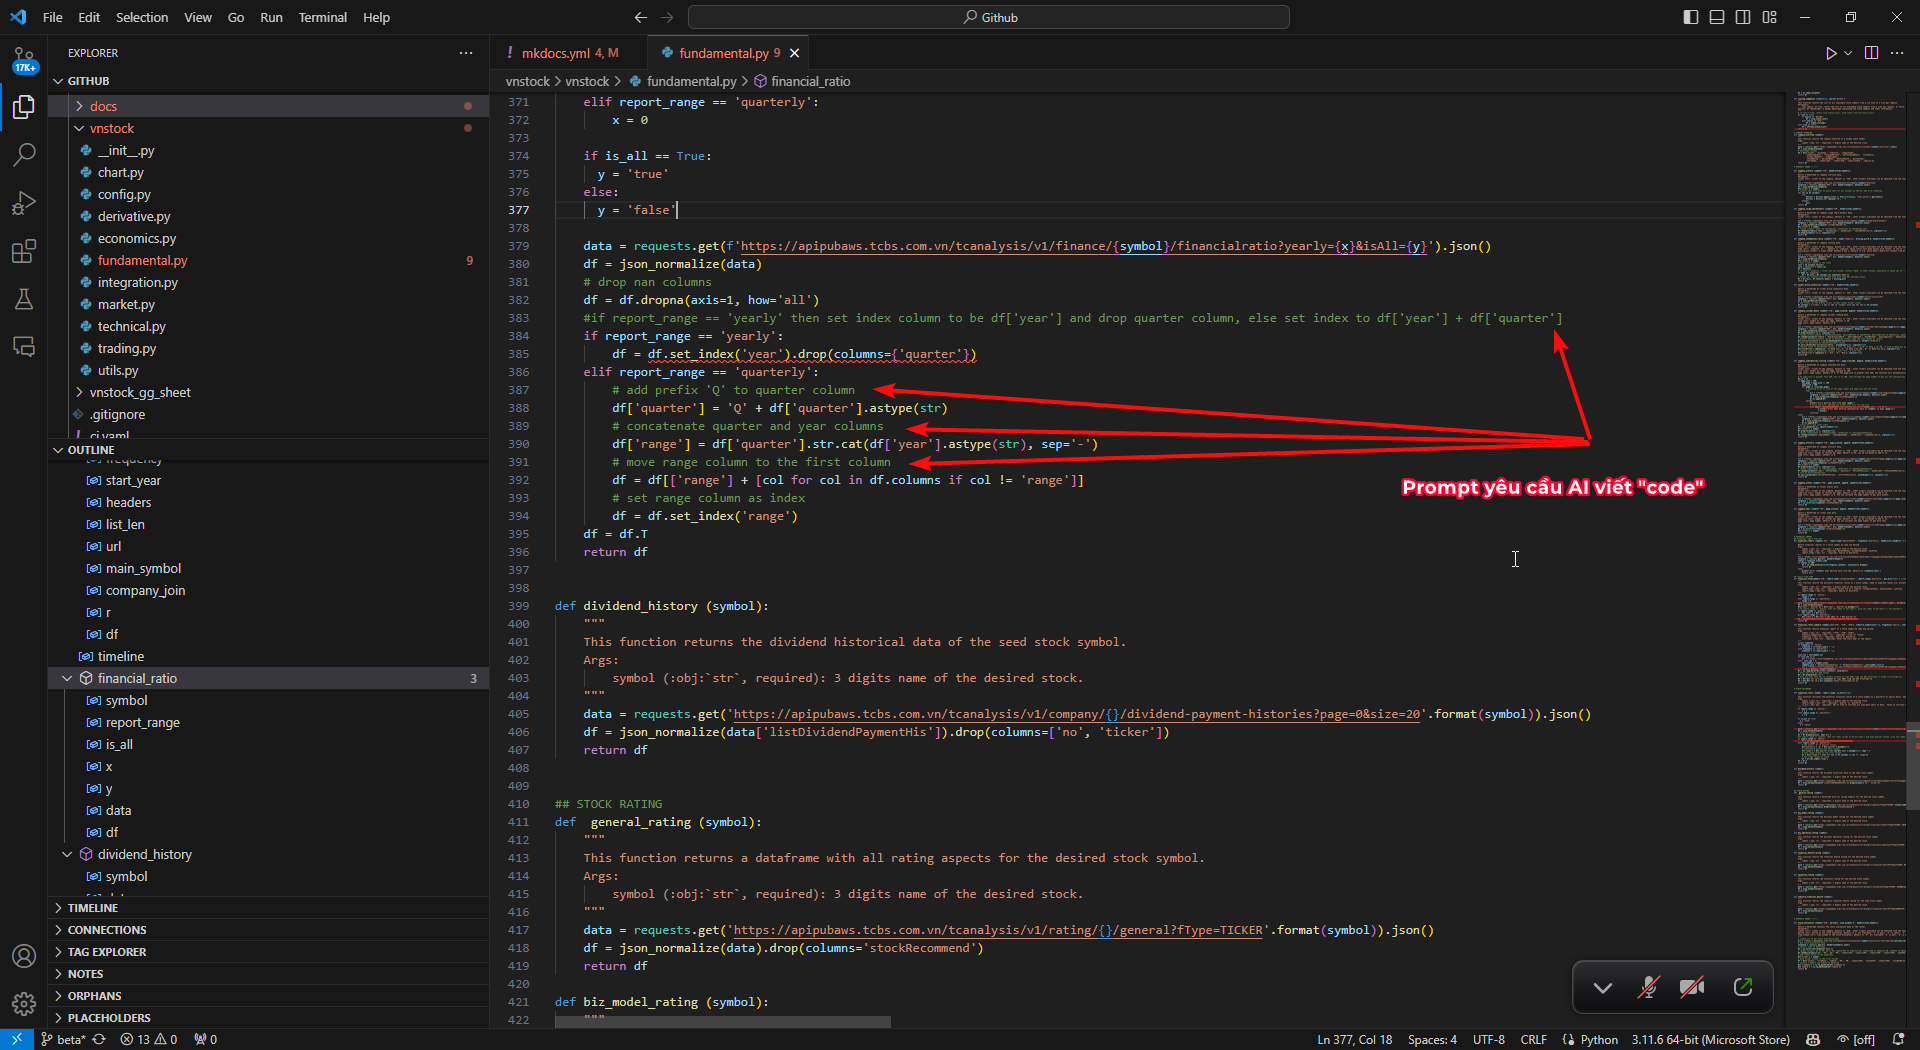 File Edit Selection View Go Run Terminal Help
Github
17K+
EXPLORER
GITHUB
docs
vnstock
__init__.py
chart.py
config.py
derivative.py
economics.py
fundamental.py 9
integration.py
market.py
technical.py
trading.py
utils.py
vnstock_gg_sheet
.gitignore
ci.yaml
OUTLINE
frequency
start_year
headers
list_len
url
main_symbol
company_join
r
df
timeline
financial_ratio 3
symbol
report_range
is_all
x
y
data
df
dividend_history
symbol
TIMELINE
CONNECTIONS
TAG EXPLORER
NOTES
ORPHANS
PLACEHOLDERS
mkdocs.yml 4, M
fundamental.py 9
vnstock > vnstock > fundamental.py > financial_ratio
371 elif report_range == 'quarterly':
372 x = 0
373
374 if is_all == True:
375 y = 'true'
376 else:
377 y = 'false'
378
379 data = requests.get(f'https://apipubaws.tcbs.com.vn/tcanalysis/v1/finance/{symbol}/financialratio?yearly={x}&isAll={y}').json()
380 df = json_normalize(data)
381 # drop nan columns
382 df = df.dropna(axis=1, how='all')
383 #if report_range == 'yearly' then set index column to be df['year'] and drop quarter column, else set index to df['year'] + df['quarter']
384 if report_range == 'yearly':
385 df = df.set_index('year').drop(columns={'quarter'})
386 elif report_range == 'quarterly':
387 # add prefix 'Q' to quarter column
388 df['quarter'] = 'Q' + df['quarter'].astype(str)
389 # concatenate quarter and year columns
390 df['range'] = df['quarter'].str.cat(df['year'].astype(str), sep='-')
391 # move range column to the first column
392 df = df[['range'] + [col for col in df.columns if col != 'range']]
393 # set range column as index
394 df = df.set_index('range')
395 df = df.T
396 return df
397
398
399 def dividend_history (symbol):
400 """
401 This function returns the dividend historical data of the seed stock symbol.
402 Args:
403 symbol (:obj:`str`, required): 3 digits name of the desired stock.
404 """
405 data = requests.get('https://apipubaws.tcbs.com.vn/tcanalysis/v1/company/{}/dividend-payment-histories?page=0&size=20'.format(symbol)).json()
406 df = json_normalize(data['listDividendPaymentHis']).drop(columns=['no', 'ticker'])
407 return df
408
409
410 ## STOCK RATING
411 def general_rating (symbol):
412 """
413 This function returns a dataframe with all rating aspects for the desired stock symbol.
414 Args:
415 symbol (:obj:`str`, required): 3 digits name of the desired stock.
416 """
417 data = requests.get('https://apipubaws.tcbs.com.vn/tcanalysis/v1/rating/{}/general?fType=TICKER'.format(symbol)).json()
418 df = json_normalize(data).drop(columns='stockRecommend')
419 return df
420
421 def biz_model_rating (symbol):
422 """
Prompt yêu cầu AI viết "code"
beta* 13 0 0
Ln 377, Col 18 Spaces: 4 UTF-8 CRLF Python 3.11.6 64-bit (Microsoft Store) [off]